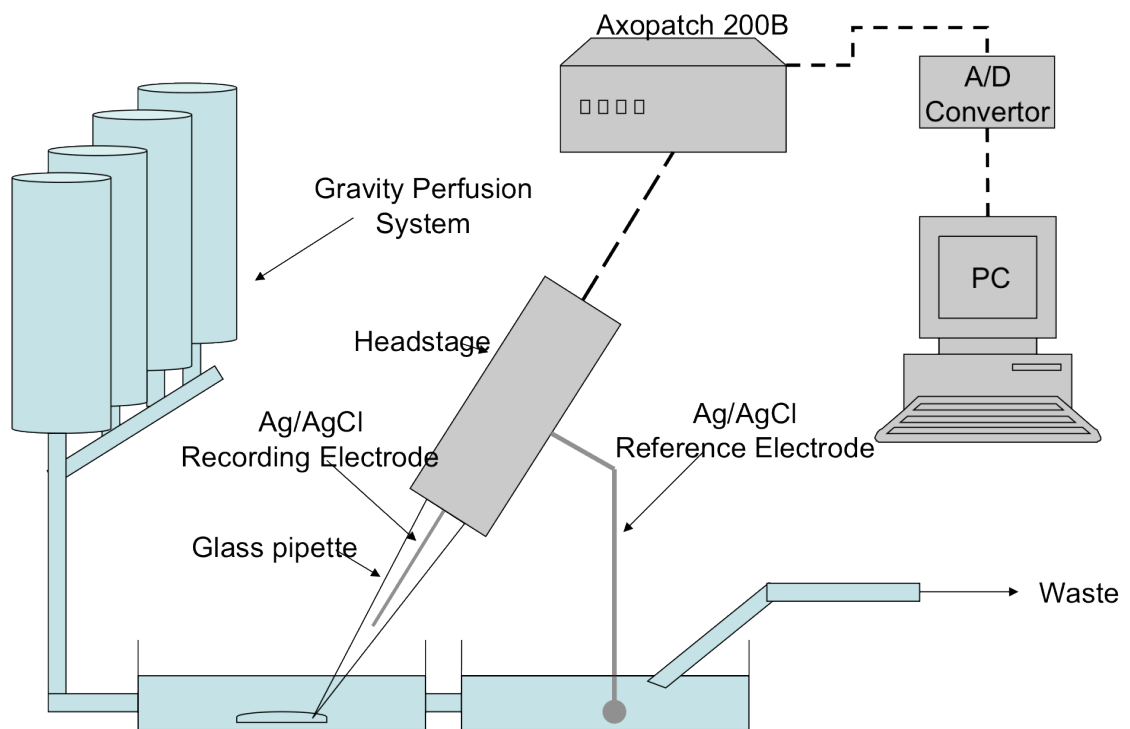 Axopatch 200B
A/D
Convertor
Gravity Perfusion
System
PC
Headstage
Ag/AgCl
Recording Electrode
Ag/AgCl
Reference Electrode
Glass pipette
Waste